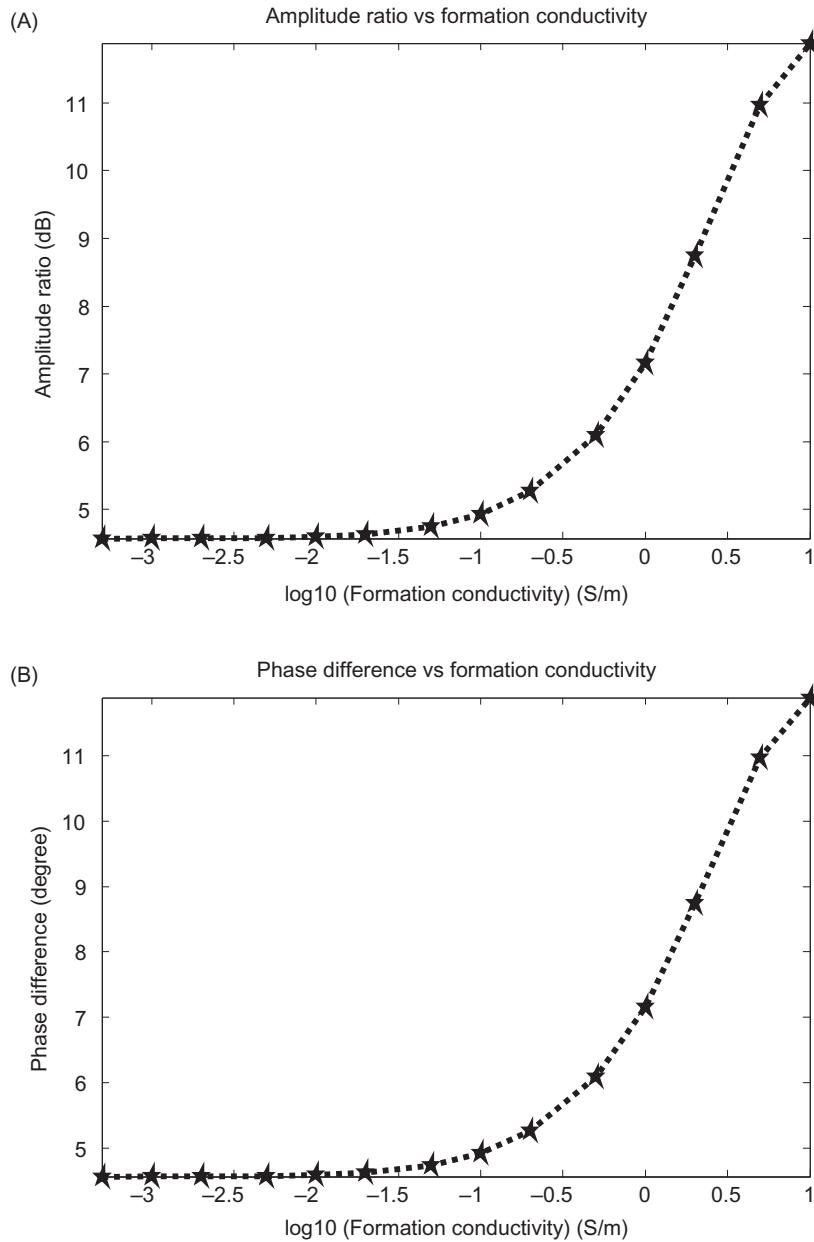 (A)
Amplitude ratio vs formation conductivity
11
10
9
8
7
6
5
Amplitude ratio (dB)
–3 –2.5 –2 –1.5 –1 –0.5 0 0.5 1
log10 (Formation conductivity) (S/m)
(B)
Phase difference vs formation conductivity
11
10
9
8
7
6
5
Phase difference (degree)
–3 –2.5 –2 –1.5 –1 –0.5 0 0.5 1
log10 (Formation conductivity) (S/m)